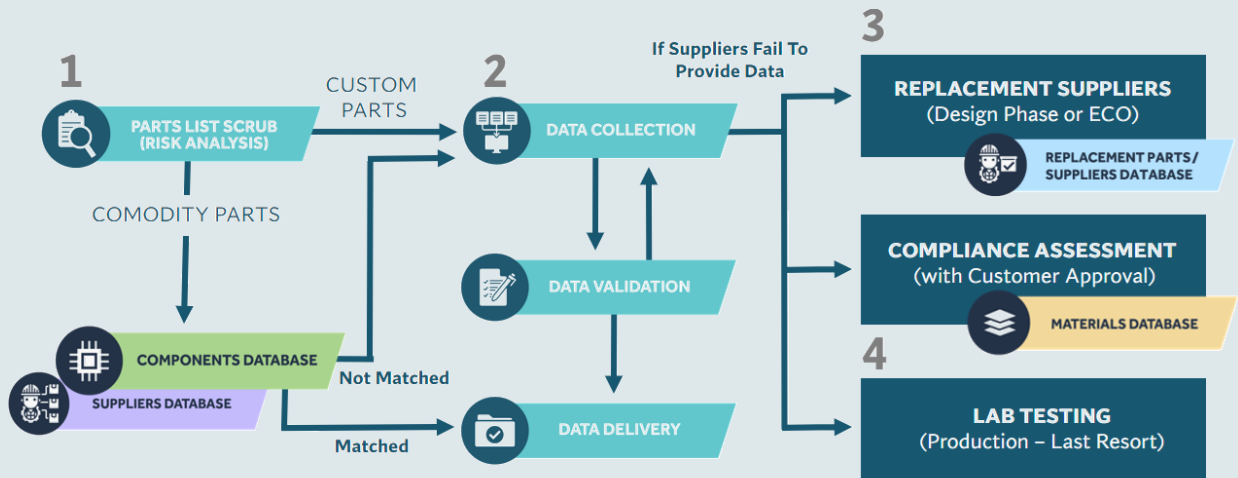 1
PARTS LIST SCRUB
(RISK ANALYSIS)
CUSTOM
PARTS
COMODITY PARTS
COMPONENTS DATABASE
SUPPLIERS DATABASE
Not Matched
Matched
2
DATA COLLECTION
DATA VALIDATION
DATA DELIVERY
If Suppliers Fail To
Provide Data
3
REPLACEMENT SUPPLIERS
(Design Phase or ECO)
REPLACEMENT PARTS/
SUPPLIERS DATABASE
COMPLIANCE ASSESSMENT
(with Customer Approval)
MATERIALS DATABASE
4
LAB TESTING
(Production – Last Resort)